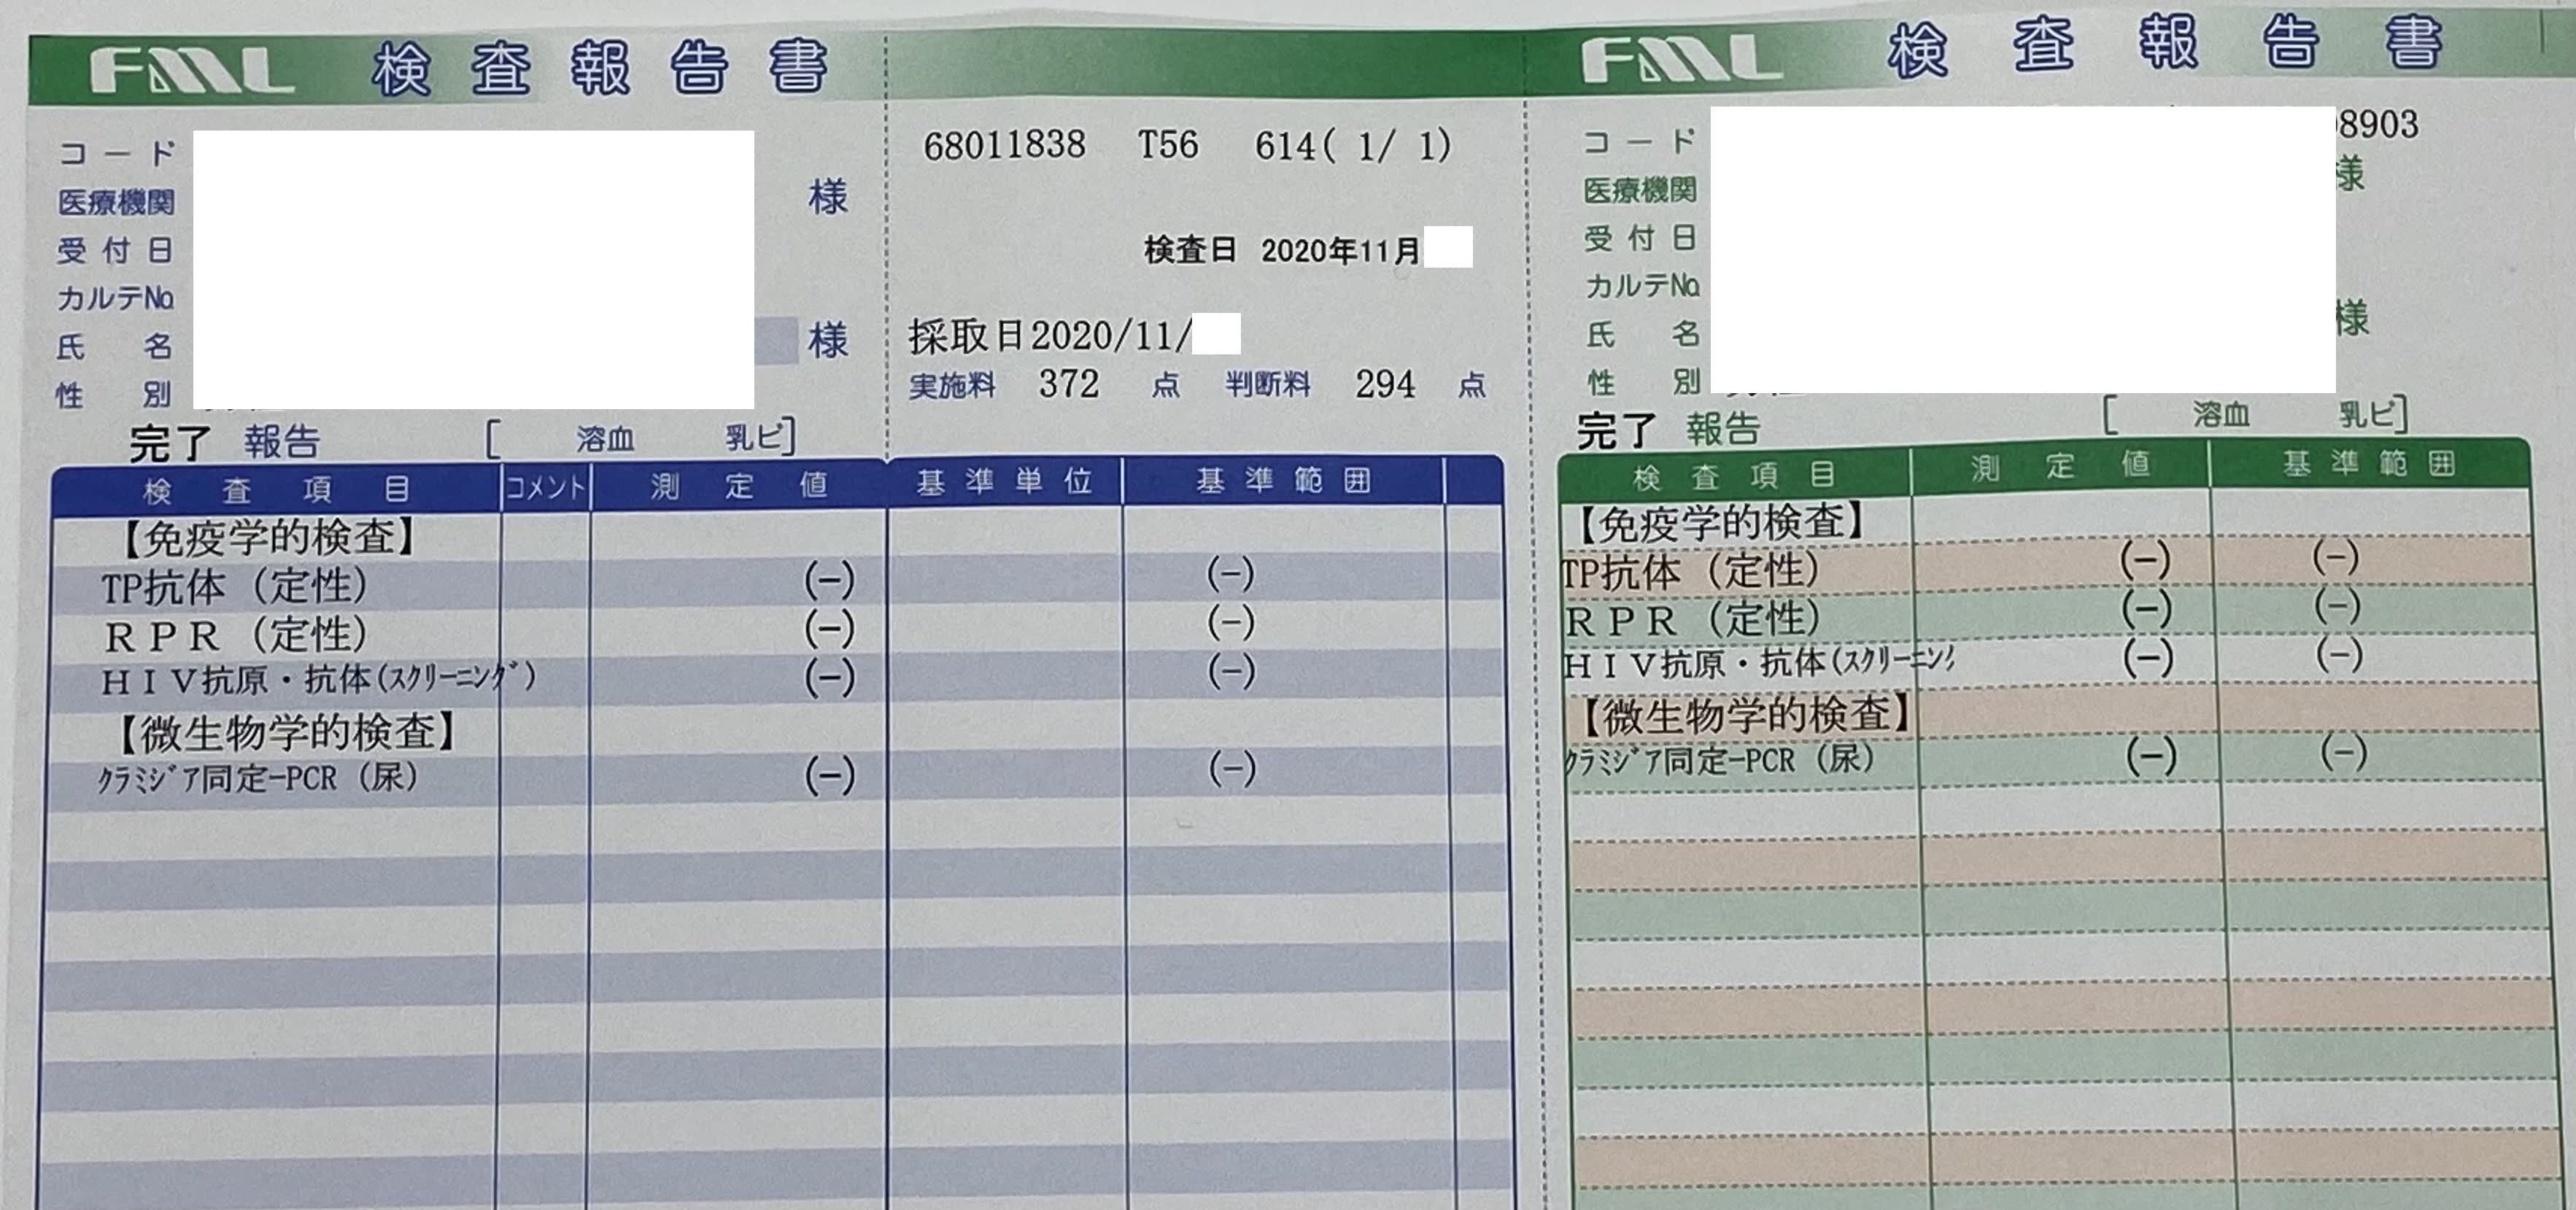 FML 検査報告書
コード
医療機関 様
受付日
カルテNo
氏名 様
性別
完了 報告 [ 溶血 乳ビ]
68011838 T56 614( 1/ 1)
検査日 2020年11月
採取日2020/11/
実施料 372 点 判断料 294 点
検査項目 コメント 測定値 基準単位 基準範囲
【免疫学的検査】
TP抗体（定性） (−) (−)
ＲＰＲ（定性） (−) (−)
ＨＩＶ抗原・抗体(ｽｸﾘｰﾆﾝｸﾞ) (−) (−)
【微生物学的検査】
ｸﾗﾐｼﾞｱ同定−PCR（尿） (−) (−)
FML 検査報告書
8903
コード
医療機関 様
受付日
カルテNo
氏名 様
性別
完了 報告 [ 溶血 乳ビ]
検査項目 測定値 基準範囲
【免疫学的検査】
TP抗体（定性） (−) (−)
ＲＰＲ（定性） (−) (−)
ＨＩＶ抗原・抗体(ｽｸﾘｰﾆﾝ (−) (−)
【微生物学的検査】
ｸﾗﾐｼﾞｱ同定−PCR（尿） (−) (−)